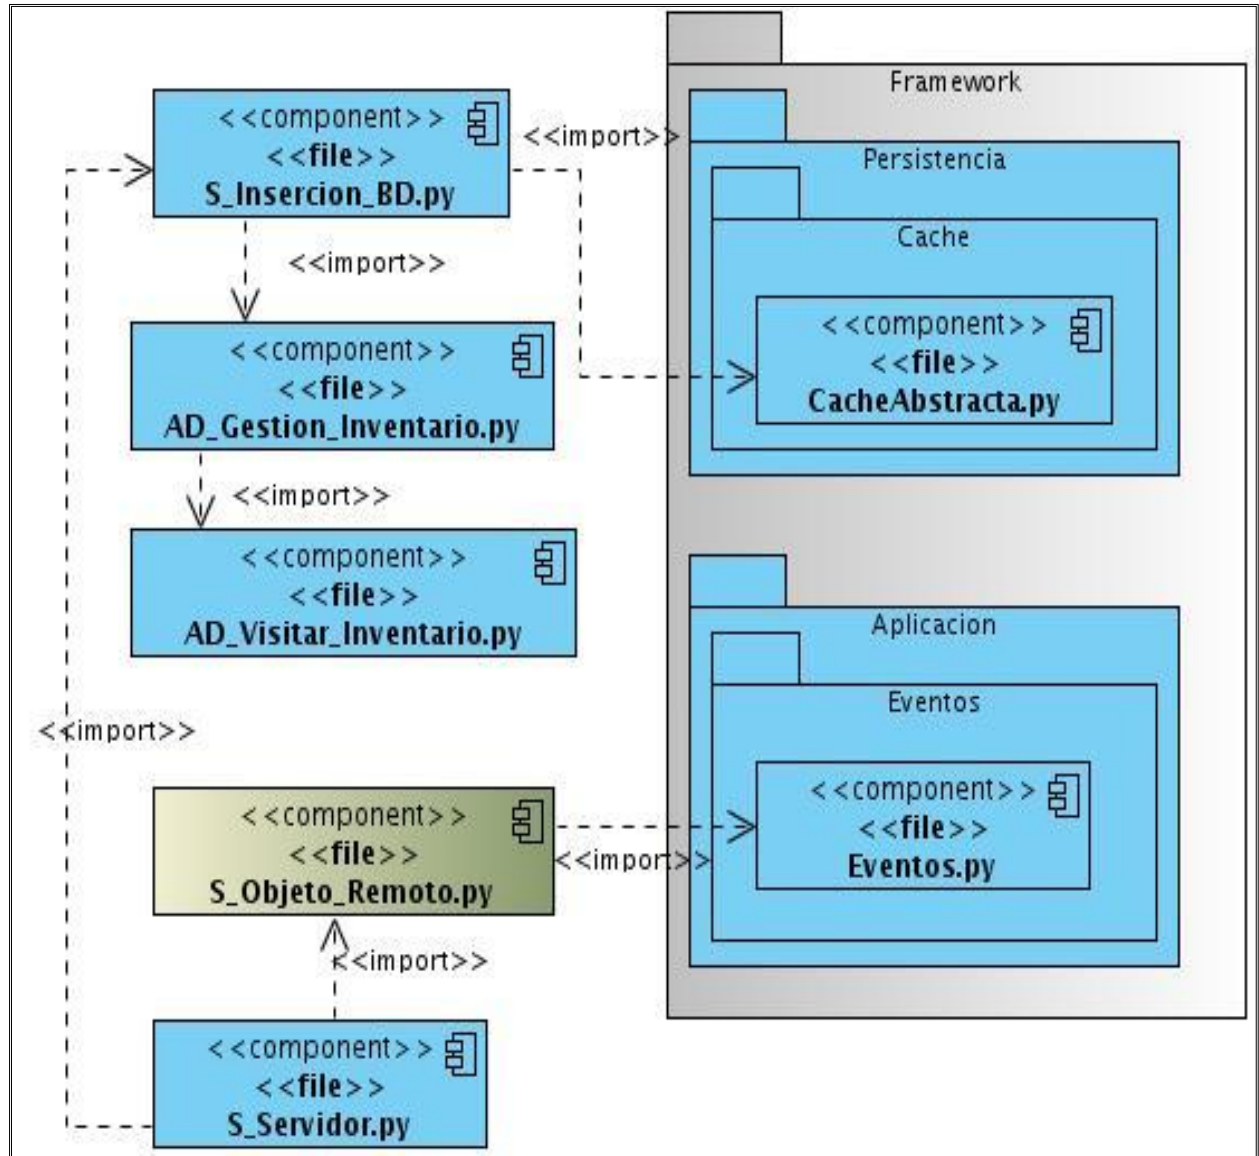 Framework
<<component>>
<<file>>
S_Insercion_BD.py
<<import>>
Persistencia
Cache
<<import>>
<<component>>
<<file>>
CacheAbstracta.py
<<component>>
<<file>>
AD_Gestion_Inventario.py
<<import>>
<<component>>
<<file>>
AD_Visitar_Inventario.py
Aplicacion
Eventos
<<import>>
<<component>>
<<file>>
S_Objeto_Remoto.py
<<import>>
<<component>>
<<file>>
Eventos.py
<<import>>
<<component>>
<<file>>
S_Servidor.py